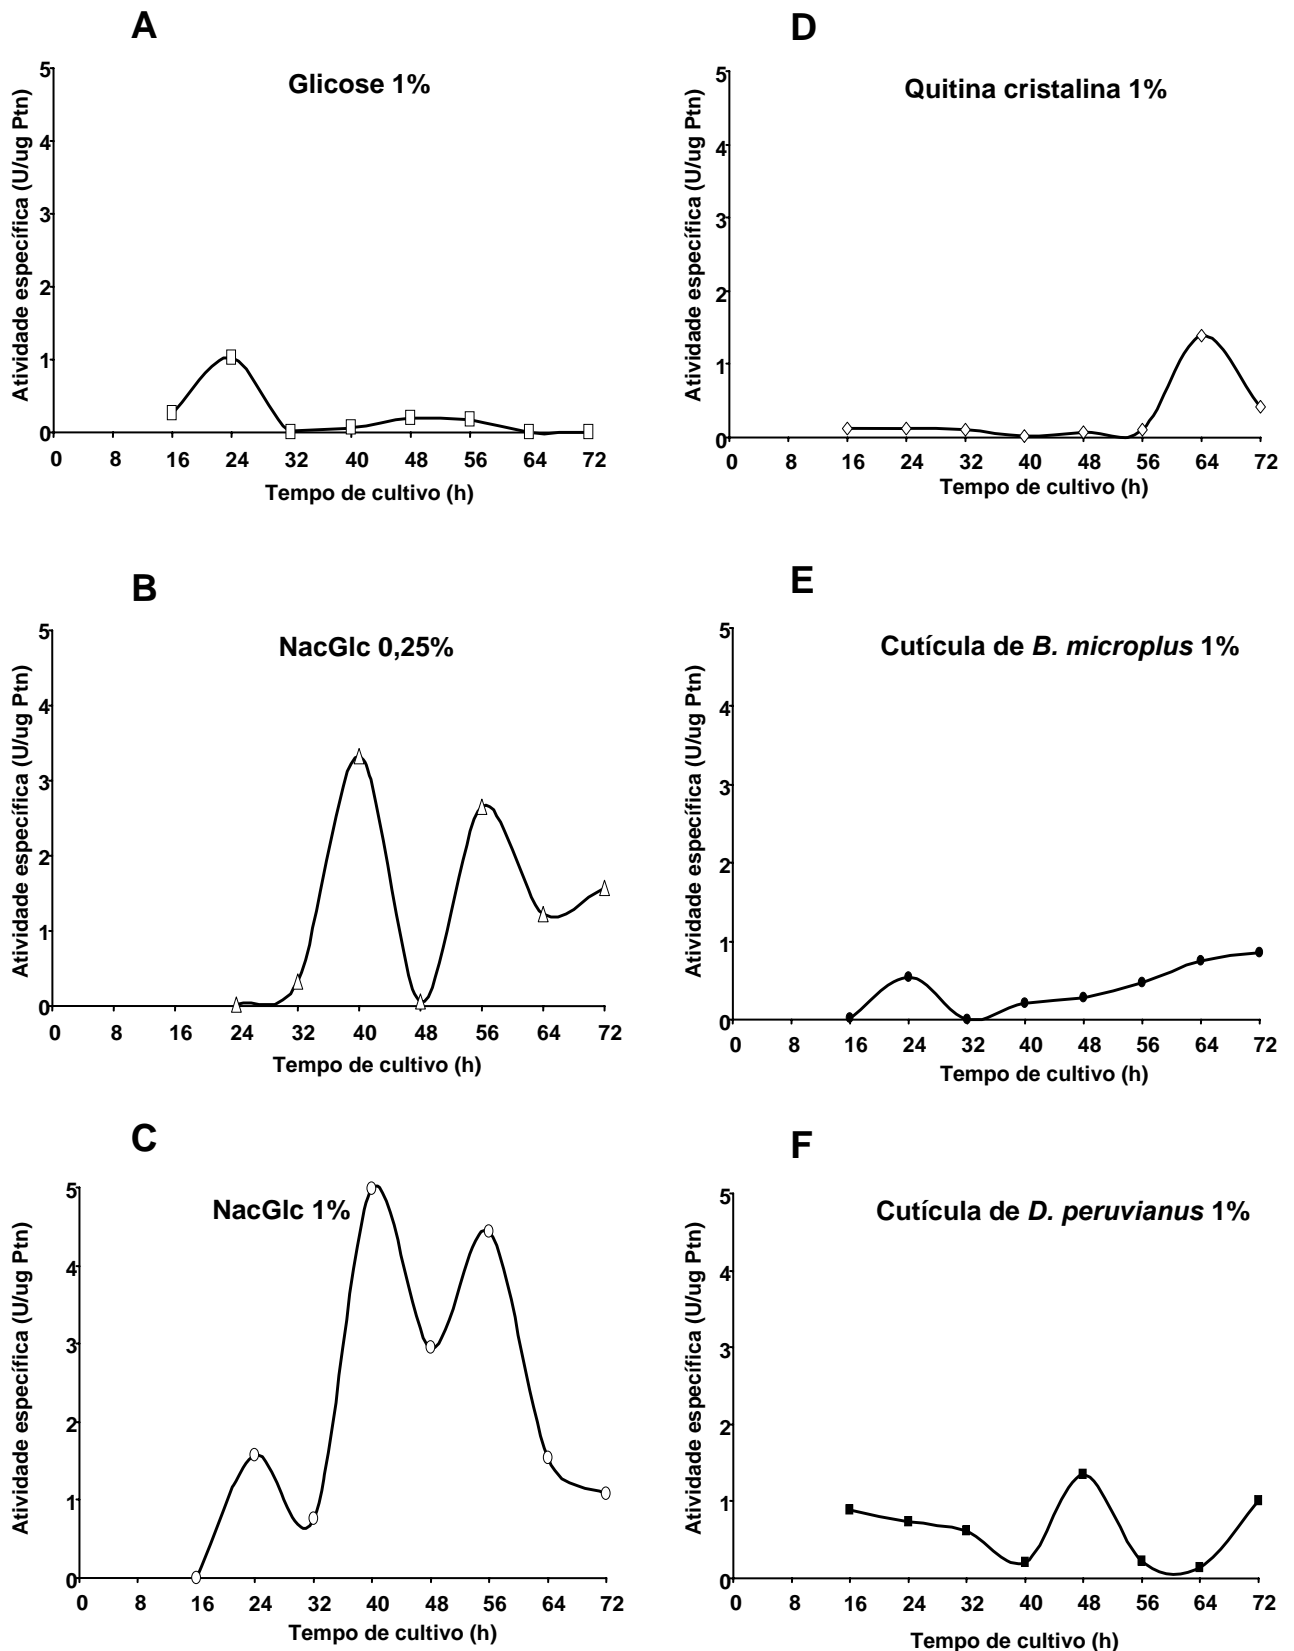 A
Glicose 1%
Atividade específica (U/ug Ptn)
5
4
3
2
1
0
0 8 16 24 32 40 48 56 64 72
Tempo de cultivo (h)
B
NacGlc 0,25%
Atividade específica (U/ug Ptn)
5
4
3
2
1
0
0 8 16 24 32 40 48 56 64 72
Tempo de cultivo (h)
C
NacGlc 1%
Atividade específica (U/ug Ptn)
5
4
3
2
1
0
0 8 16 24 32 40 48 56 64 72
Tempo de cultivo (h)
D
Quitina cristalina 1%
Atividade específica (U/ug Ptn)
5
4
3
2
1
0
0 8 16 24 32 40 48 56 64 72
Tempo de cultivo (h)
E
Cutícula de B. microplus 1%
Atividade específica (U/ug Ptn)
5
4
3
2
1
0
0 8 16 24 32 40 48 56 64 72
Tempo de cultivo (h)
F
Cutícula de D. peruvianus 1%
Atividade específica (U/ug Ptn)
5
4
3
2
1
0
0 8 16 24 32 40 48 56 64 72
Tempo de cultivo (h)